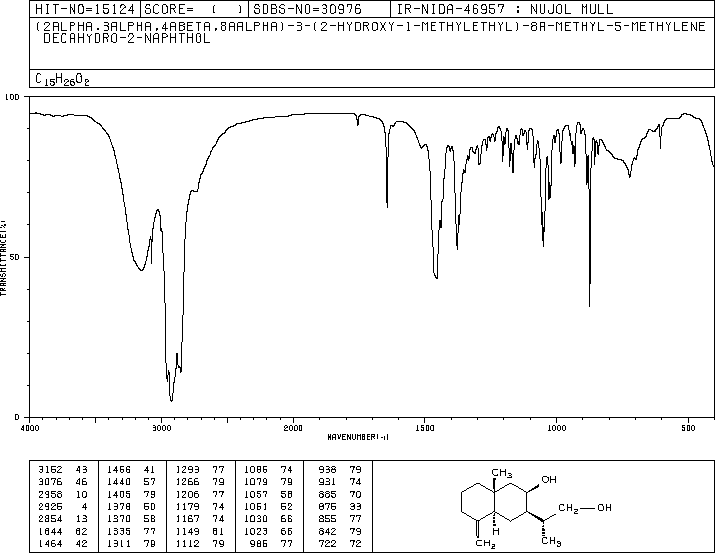 HIT-NO=15124 SCORE= ( ) SDBS-NO=30976 IR-NIDA-46957 : NUJOL MULL
(2ALPHA,3ALPHA,4ABETA,8AALPHA)-3-(2-HYDROXY-1-METHYLETHYL)-8A-METHYL-5-METHYLENE
DECAHYDRO-2-NAPHTHOL
C15H26O2
100
50
0
TRANSMITTANCE(%)
4000 3000 2000 1500 1000 500
WAVENUMBER(-1)
3162 43 1466 41 1293 77 1086 74 938 79
3076 46 1440 57 1266 79 1079 79 931 74
2958 10 1405 79 1206 77 1057 58 885 70
2925 4 1378 50 1179 74 1051 52 875 33
2854 13 1370 58 1167 74 1030 66 855 77
1644 62 1335 77 1149 81 1023 66 842 79
1464 42 1311 79 1112 79 986 77 722 72
CH3
OH
CH2—OH
H
CH2
CH3